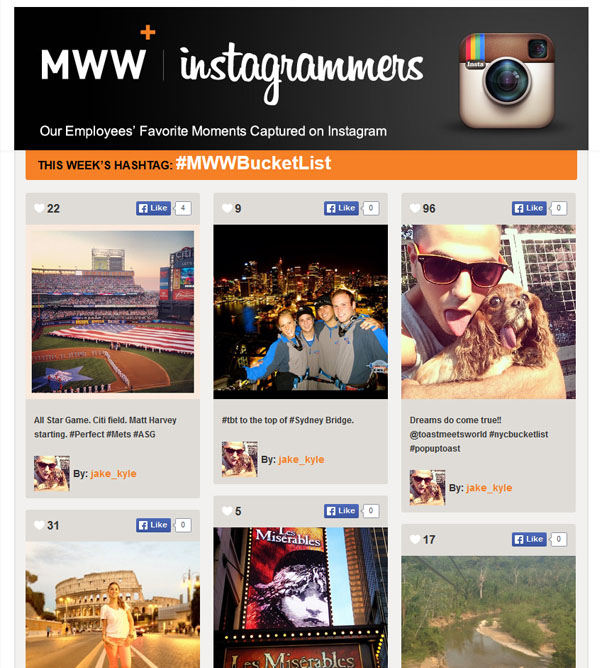 MWW+
instagrammers
Insta
Our Employees' Favorite Moments Captured on Instagram
THIS WEEK'S HASHTAG: #MWWBucketList
22
Like
4
All Star Game. Citi field. Matt Harvey
starting. #Perfect #Mets #ASG
By: jake_kyle
9
Like
0
#tbt to the top of #Sydney Bridge.
By: jake_kyle
96
Like
0
Dreams do come true!!
@toastmeetsworld #nycbucketlist
#popuptoast
By: jake_kyle
31
Like
0
5
Like
0
Les
Misérables
Les Misérables
17
Like
0